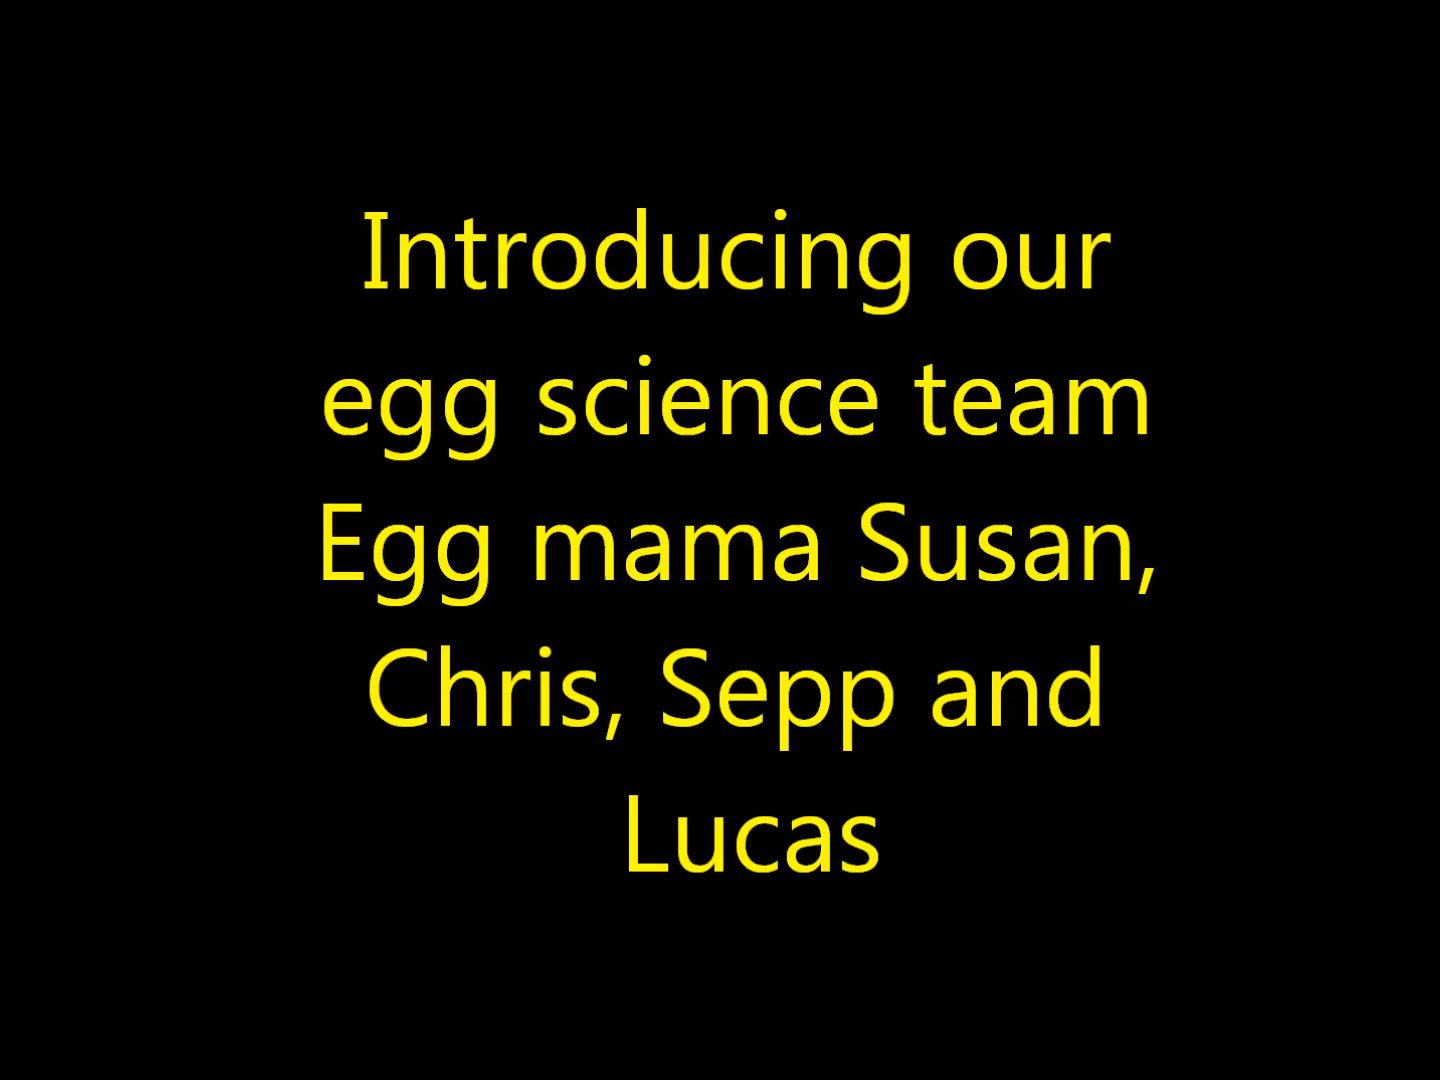 Introducing our
egg science team
Egg mama Susan,
Chris, Sepp and
Lucas